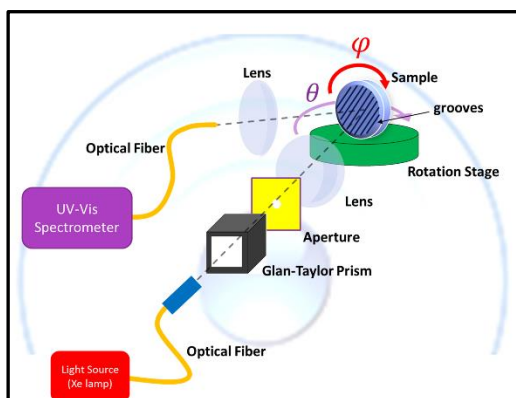 φ
Lens
Sample
θ
grooves
Optical Fiber
Rotation Stage
UV-Vis
Spectrometer
Lens
Aperture
Glan-Taylor Prism
Optical Fiber
Light Source
(Xe lamp)